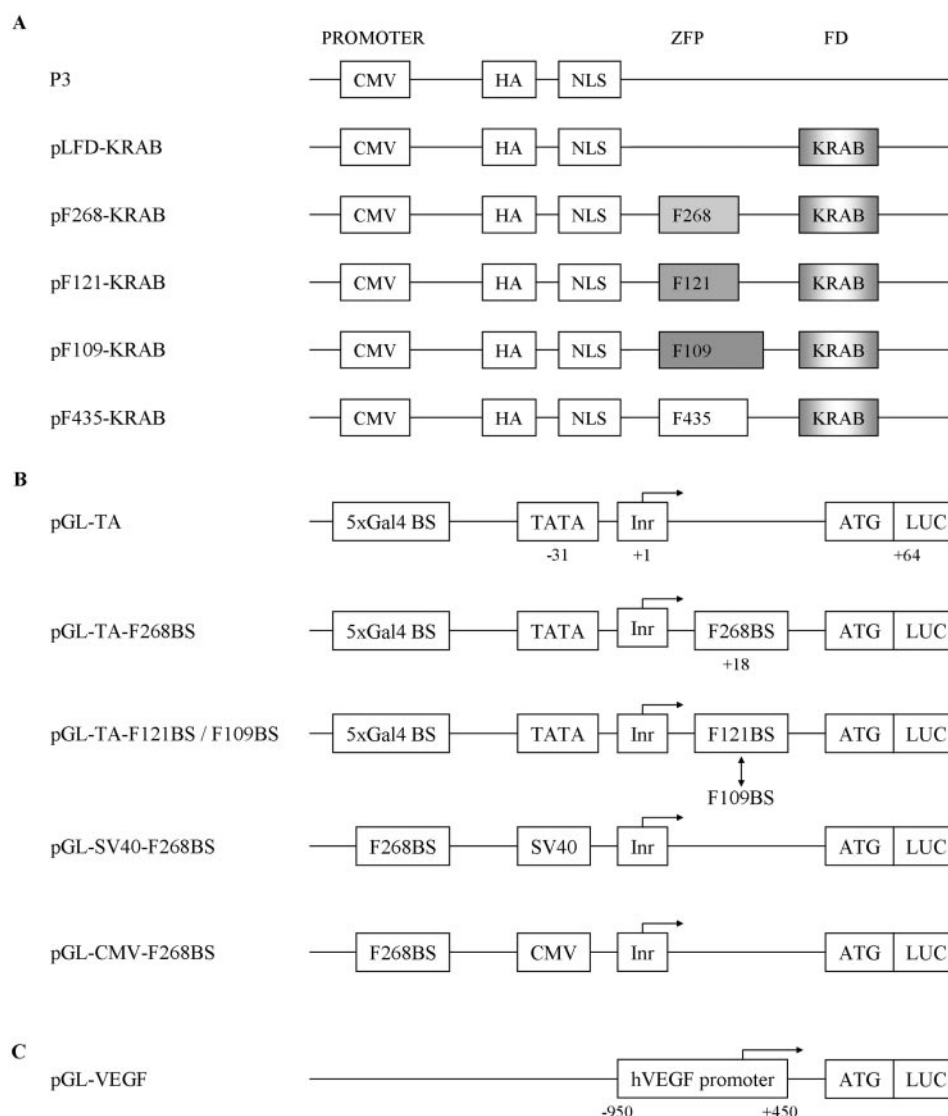 A
PROMOTER ZFP FD
P3 CMV HA NLS
pLFD-KRAB CMV HA NLS KRAB
pF268-KRAB CMV HA NLS F268 KRAB
pF121-KRAB CMV HA NLS F121 KRAB
pF109-KRAB CMV HA NLS F109 KRAB
pF435-KRAB CMV HA NLS F435 KRAB
B
pGL-TA 5xGal4 BS TATA Inr ATG LUC
-31 +1 +64
pGL-TA-F268BS 5xGal4 BS TATA Inr F268BS ATG LUC
+18
pGL-TA-F121BS / F109BS 5xGal4 BS TATA Inr F121BS ATG LUC
F109BS
pGL-SV40-F268BS F268BS SV40 Inr ATG LUC
pGL-CMV-F268BS F268BS CMV Inr ATG LUC
C
pGL-VEGF hVEGF promoter ATG LUC
-950 +450